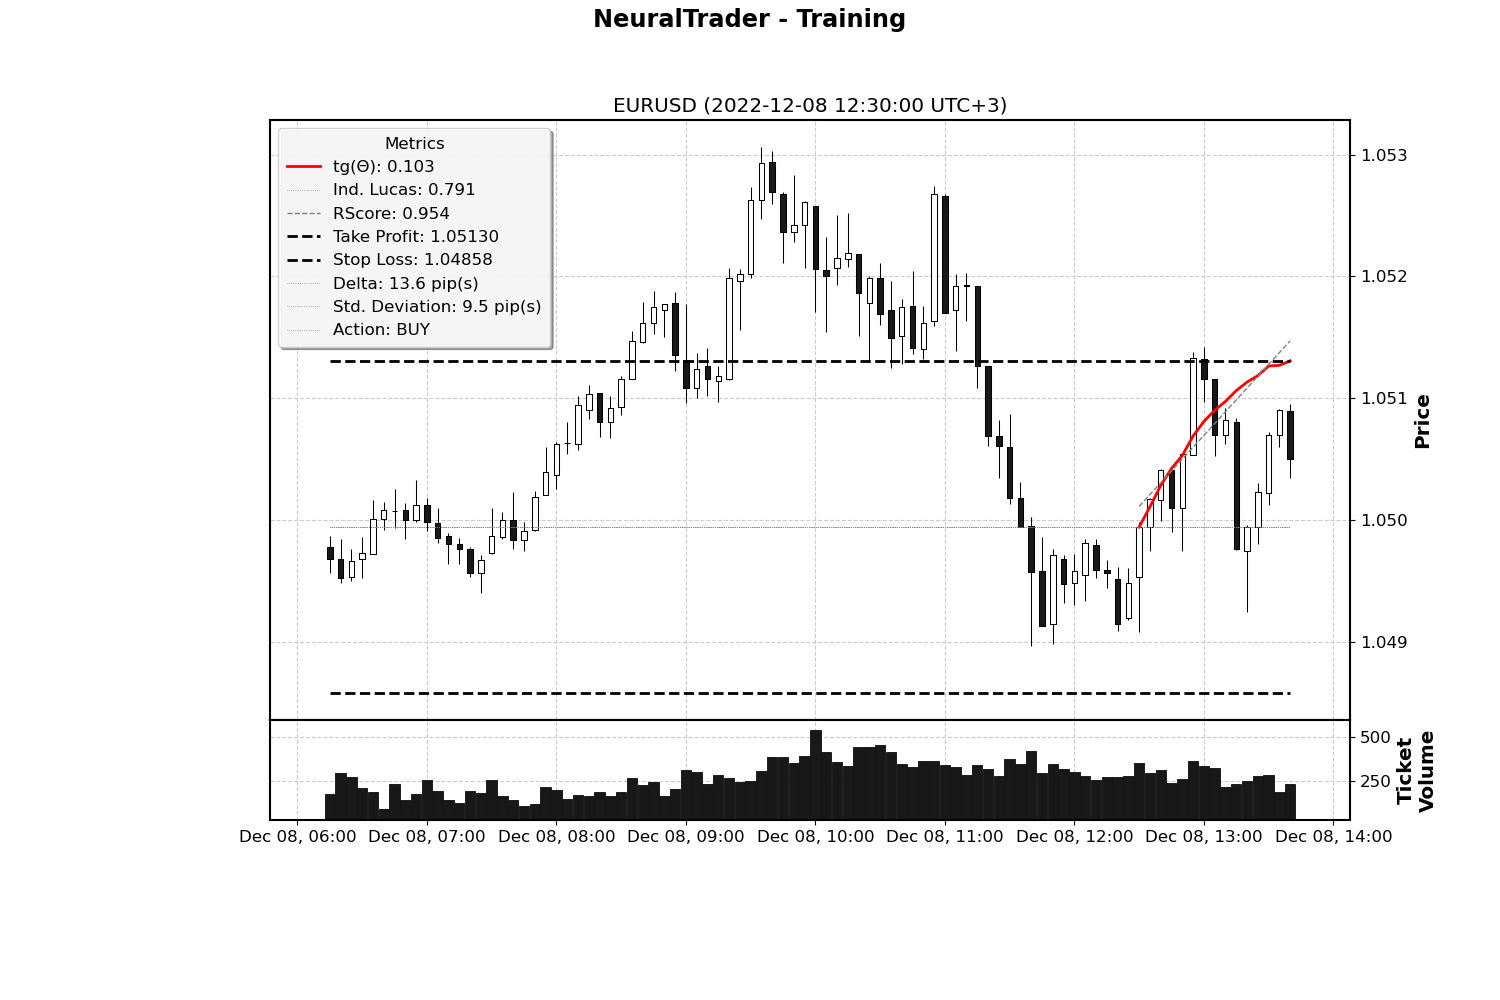 NeuralTrader - Training
EURUSD (2022-12-08 12:30:00 UTC+3)
Metrics
tg(Θ): 0.103
Ind. Lucas: 0.791
RScore: 0.954
Take Profit: 1.05130
Stop Loss: 1.04858
Delta: 13.6 pip(s)
Std. Deviation: 9.5 pip(s)
Action: BUY
1.053
1.052
1.051
1.050
1.049
Price
500
250
Ticket
Volume
Dec 08, 06:00 Dec 08, 07:00 Dec 08, 08:00 Dec 08, 09:00 Dec 08, 10:00 Dec 08, 11:00 Dec 08, 12:00 Dec 08, 13:00 Dec 08, 14:00